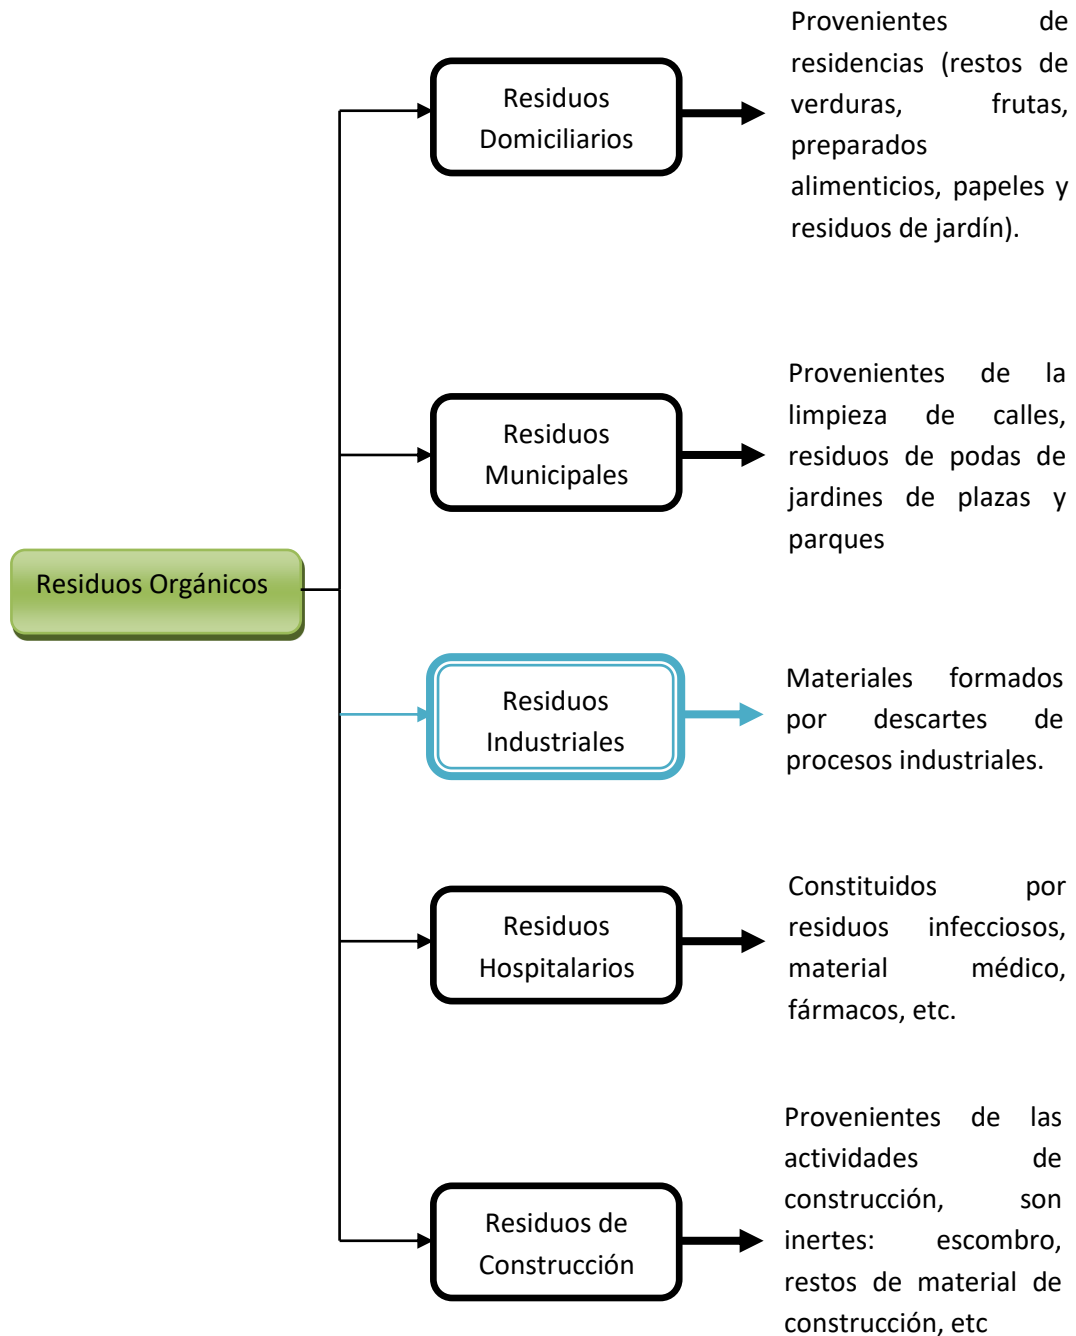 Residuos Orgánicos
Residuos
Domiciliarios
Provenientes de
residencias (restos de
verduras, frutas,
preparados
alimenticios, papeles y
residuos de jardín).
Residuos
Municipales
Provenientes de la
limpieza de calles,
residuos de podas de
jardines de plazas y
parques
Residuos
Industriales
Materiales formados
por descartes de
procesos industriales.
Residuos
Hospitalarios
Constituidos por
residuos infecciosos,
material médico,
fármacos, etc.
Residuos de
Construcción
Provenientes de las
actividades de
construcción, son
inertes: escombro,
restos de material de
construcción, etc